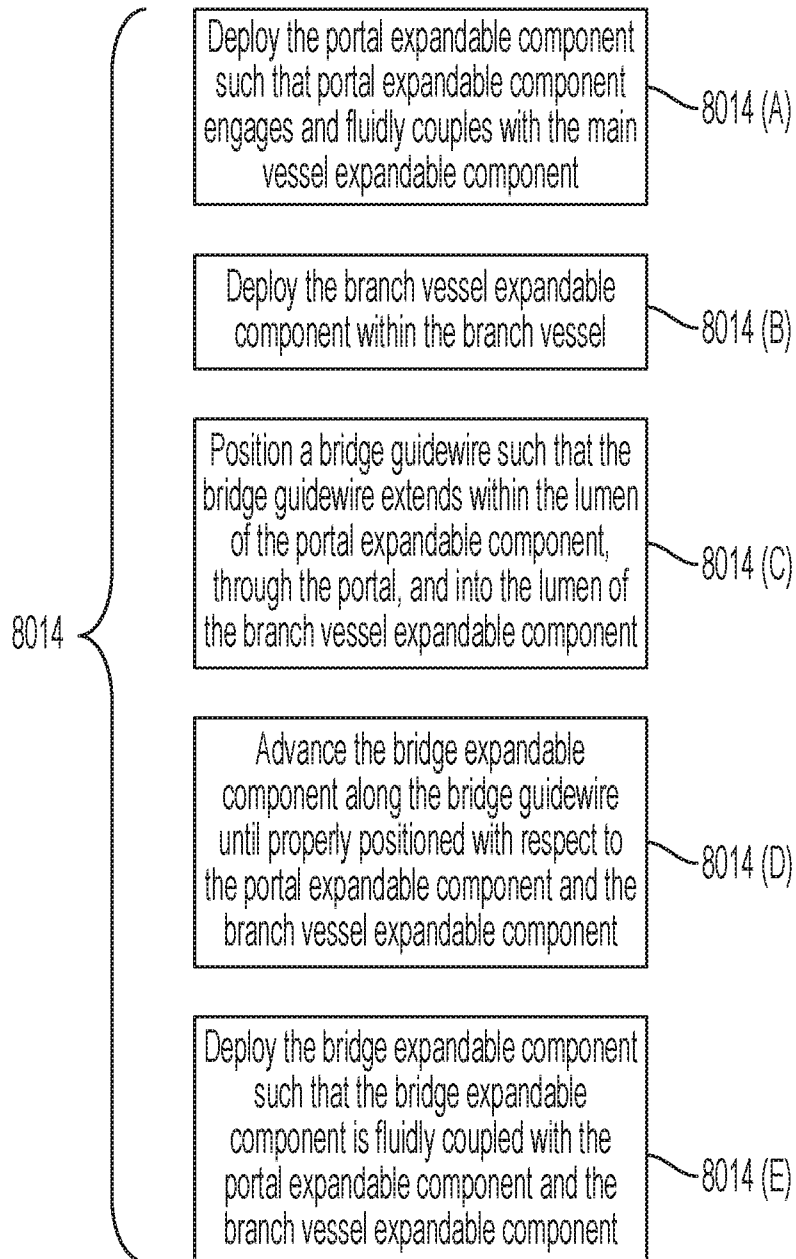 Deploy the portal expandable component
such that portal expandable component
engages and fluidly couples with the main
vessel expandable component
8014 (A)
Deploy the branch vessel expandable
component within the branch vessel
8014 (B)
Position a bridge guidewire such that the
bridge guidewire extends within the lumen
of the portal expandable component,
through the portal, and into the lumen of
the branch vessel expandable component
8014 (C)
8014
Advance the bridge expandable
component along the bridge guidewire
until properly positioned with respect to
the portal expandable component and the
branch vessel expandable component
8014 (D)
Deploy the bridge expandable component
such that the bridge expandable
component is fluidly coupled with the
portal expandable component and the
branch vessel expandable component
8014 (E)